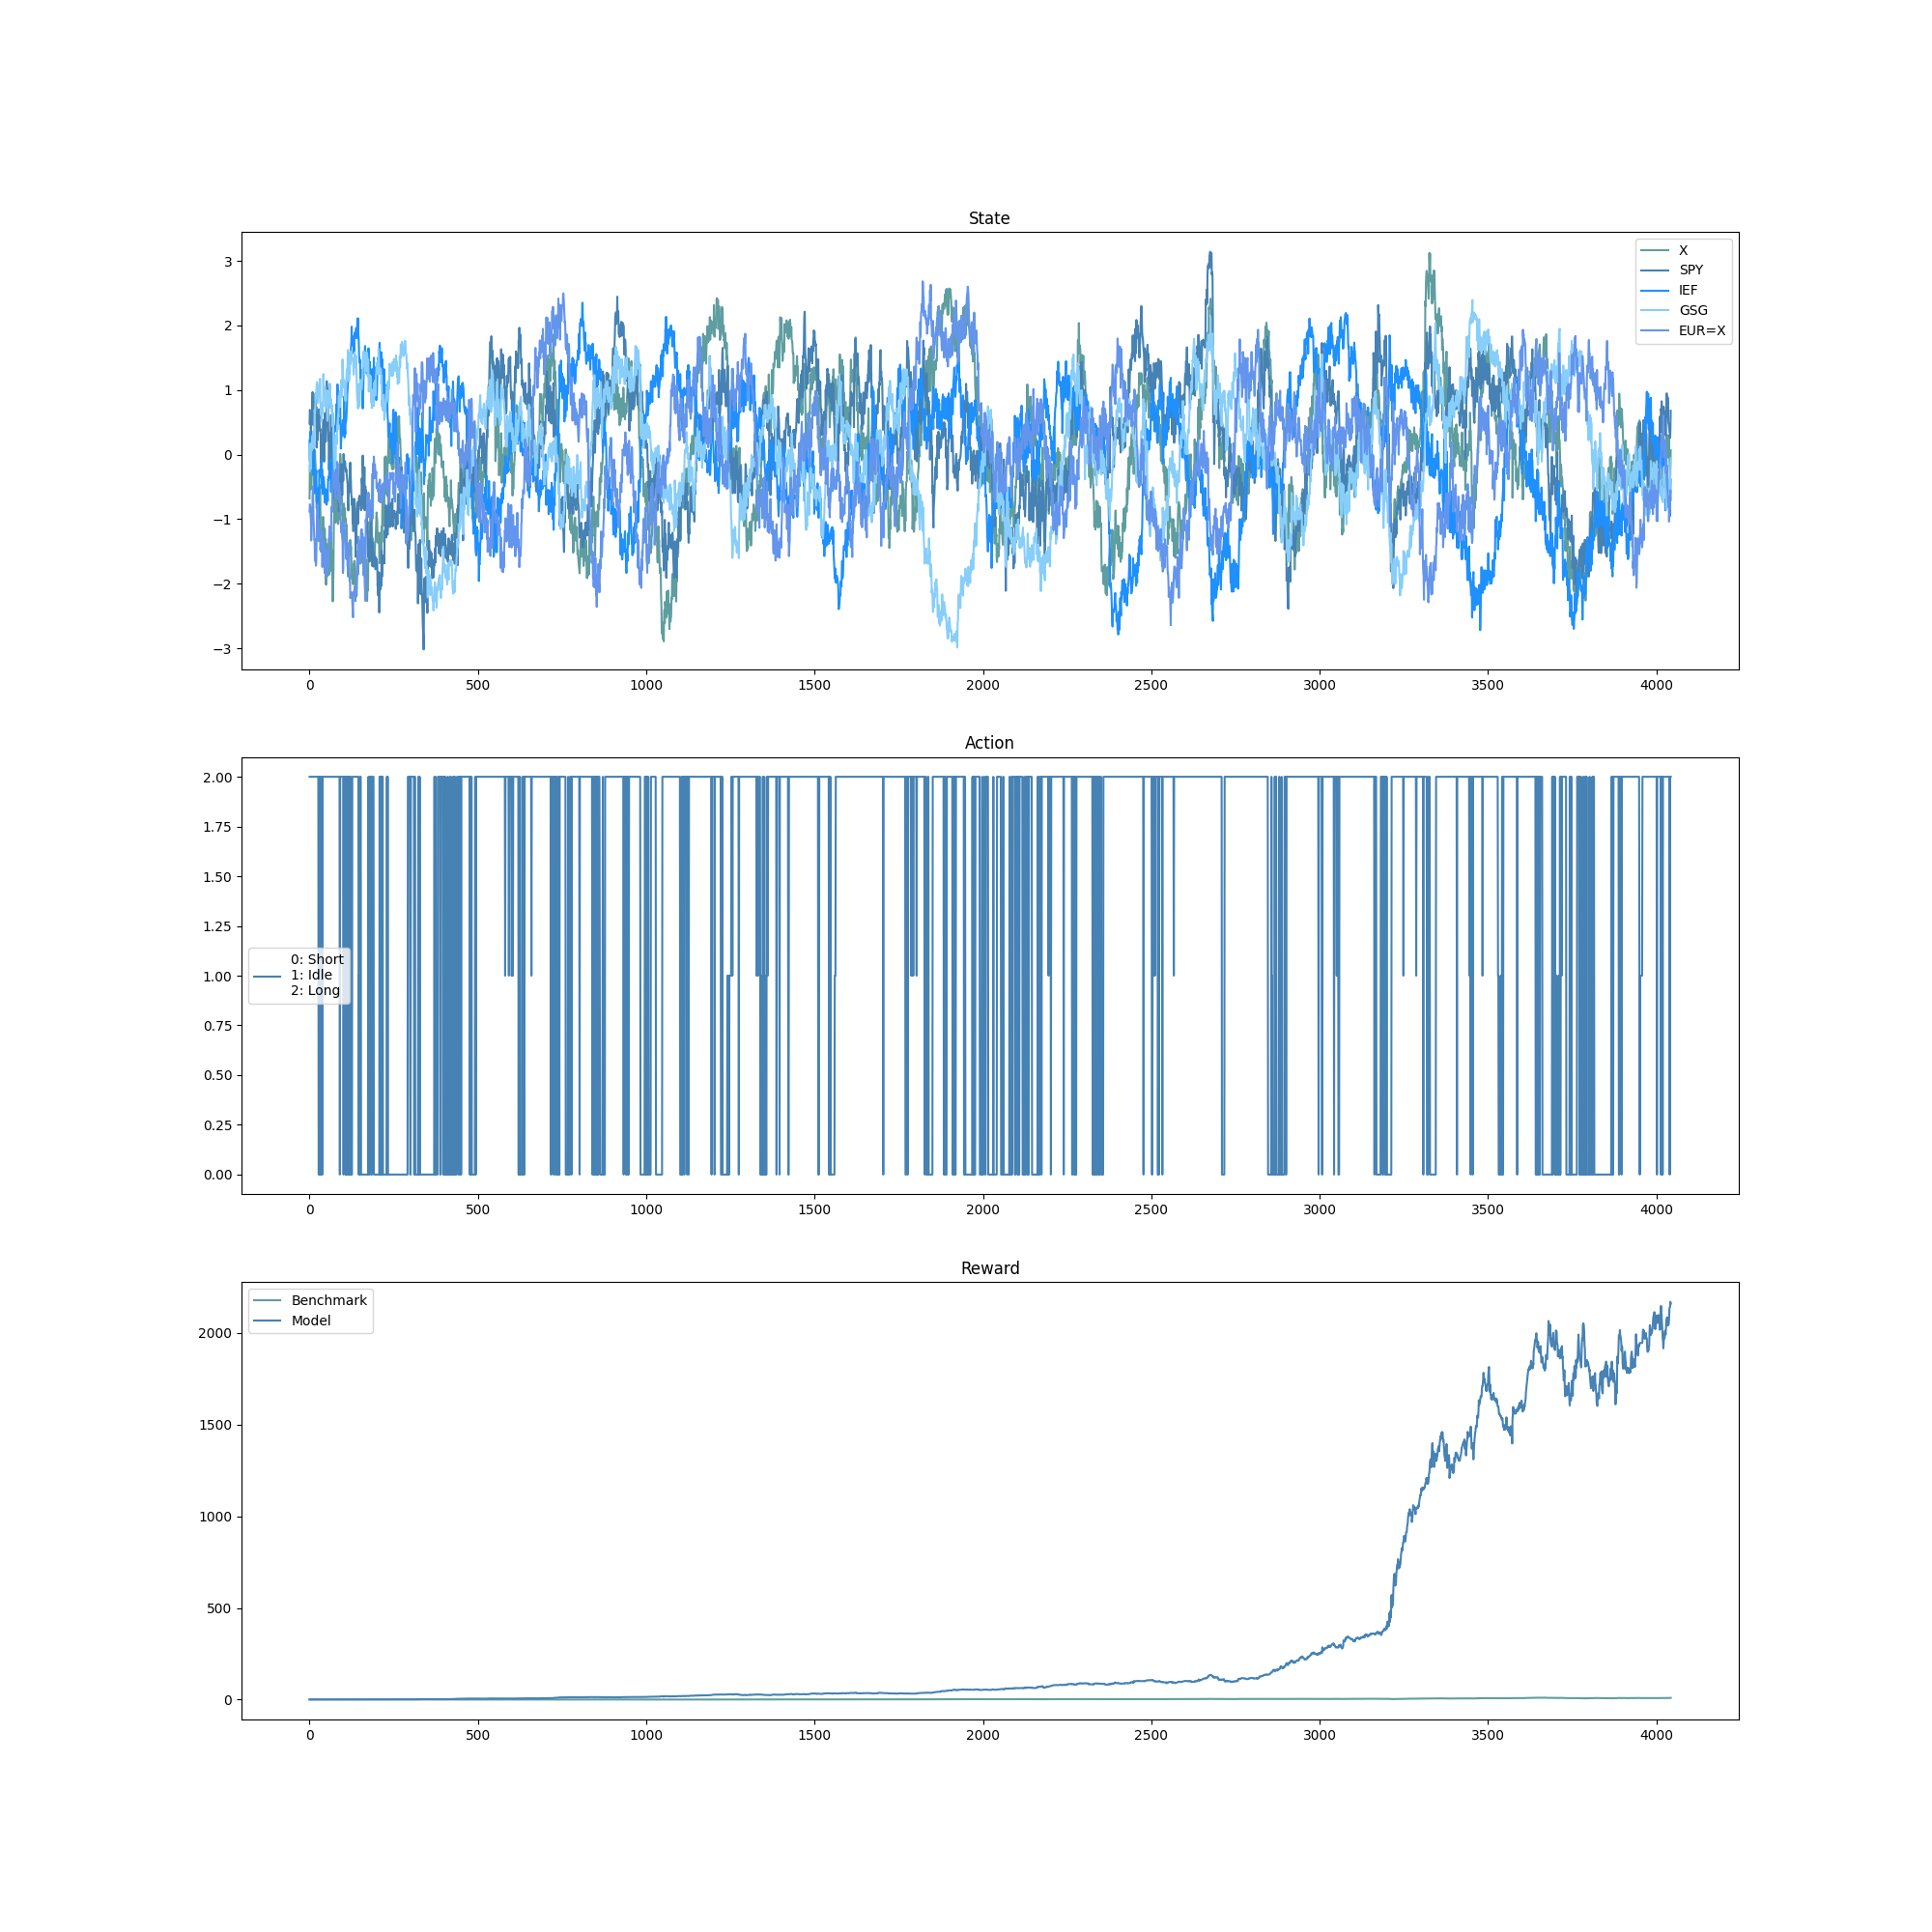 State
3
2
1
0
−1
−2
−3
X
SPY
IEF
GSG
EUR=X
0 500 1000 1500 2000 2500 3000 3500 4000
Action
2.00
1.75
1.50
1.25
1.00
0.75
0.50
0.25
0.00
0: Short
1: Idle
2: Long
0 500 1000 1500 2000 2500 3000 3500 4000
Reward
Benchmark
Model
2000
1500
1000
500
0
0 500 1000 1500 2000 2500 3000 3500 4000